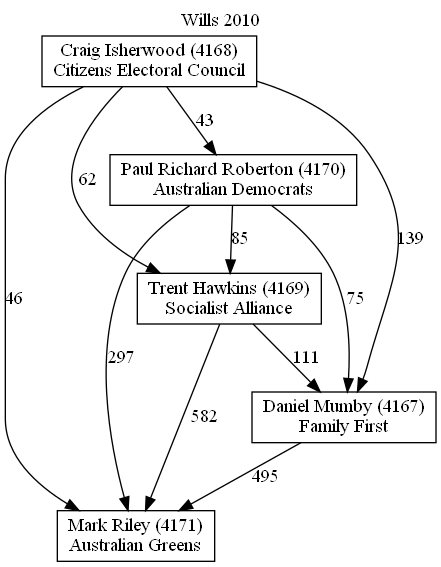 Wills 2010
Craig Isherwood (4168)
Citizens Electoral Council
43
Paul Richard Roberton (4170)
Australian Democrats
62
85
139
46
Trent Hawkins (4169)
Socialist Alliance
75
297
111
582
Daniel Mumby (4167)
Family First
495
Mark Riley (4171)
Australian Greens